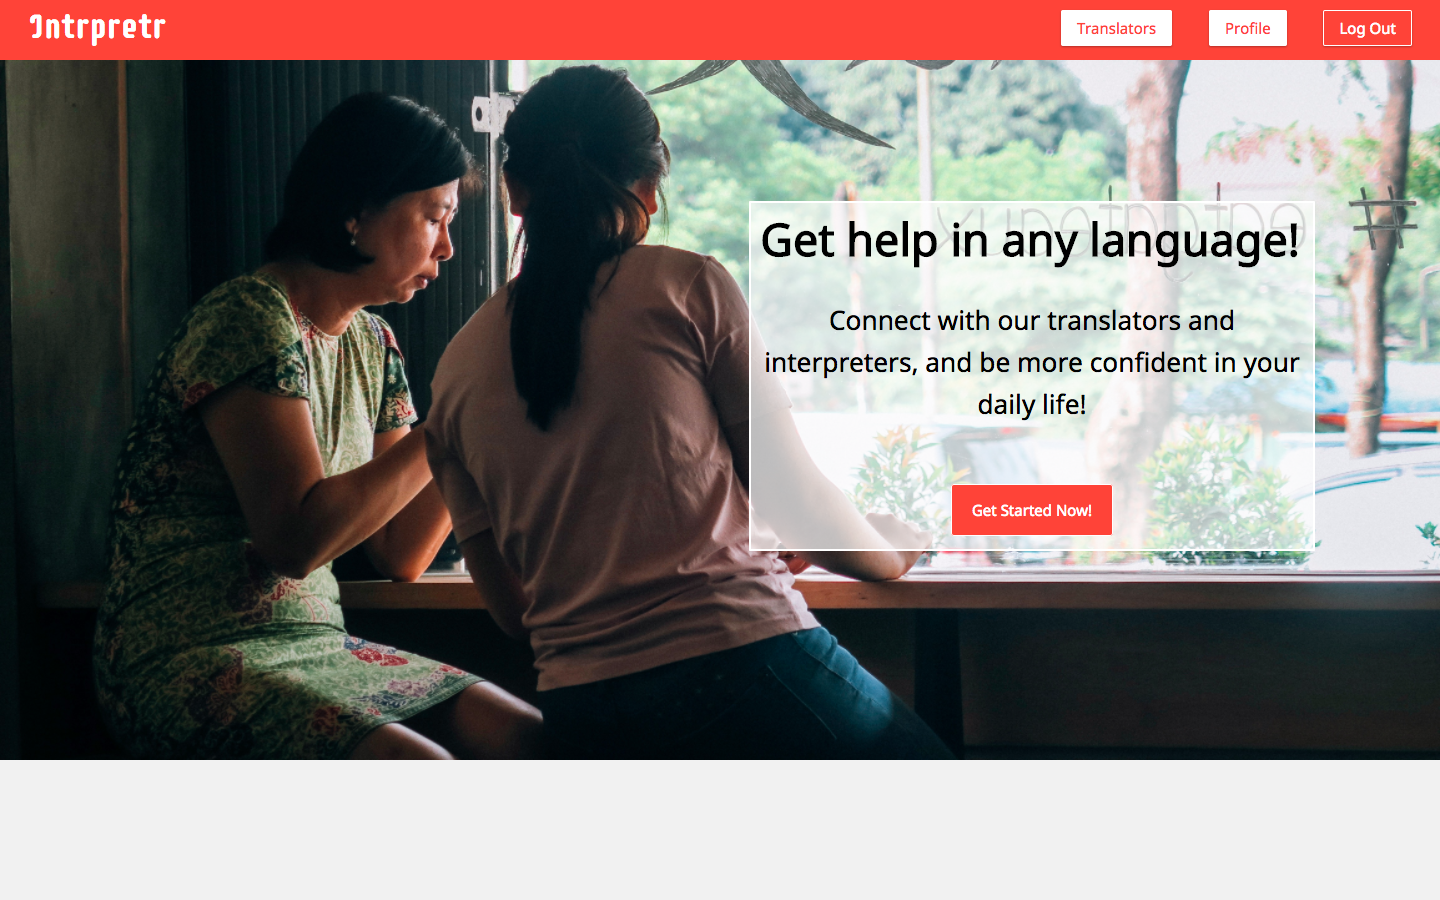 Intrpretr
Translators
Profile
Log Out
#
Get help in any language!
Connect with our translators and
interpreters, and be more confident in your
daily life!
Get Started Now!